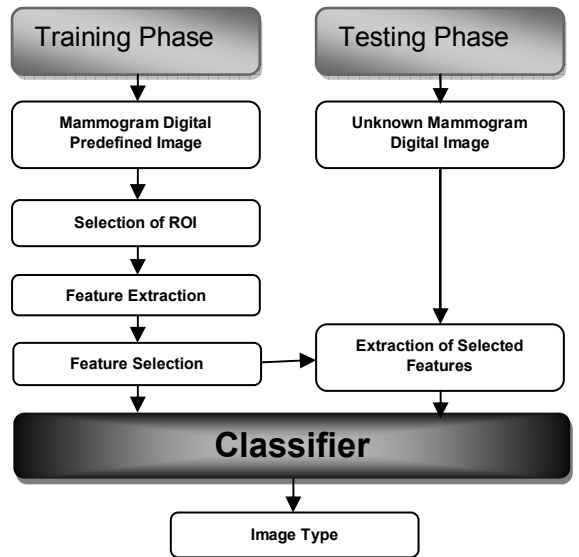 Training Phase
Testing Phase
Mammogram Digital
Predefined Image
Unknown Mammogram
Digital Image
Selection of ROI
Feature Extraction
Feature Selection
Extraction of Selected
Features
Classifier
Image Type